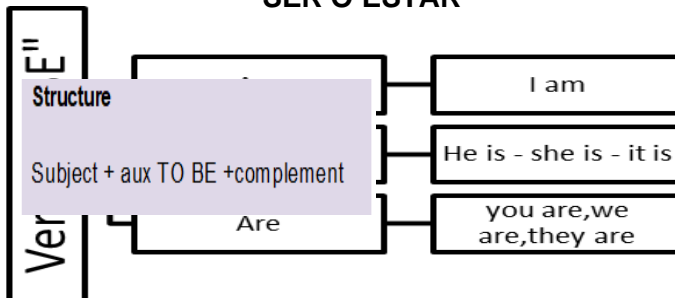 SER O ESTAR
I am
Structure
He is - she is - it is
Subject + aux TO BE +complement
Are
you are,we
are,they are